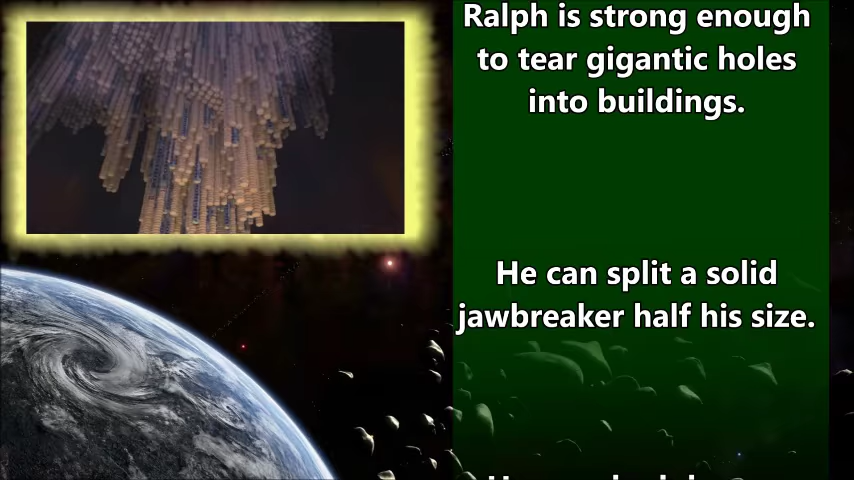 Ralph is strong enough
to tear gigantic holes
into buildings.
He can split a solid
jawbreaker half his size.